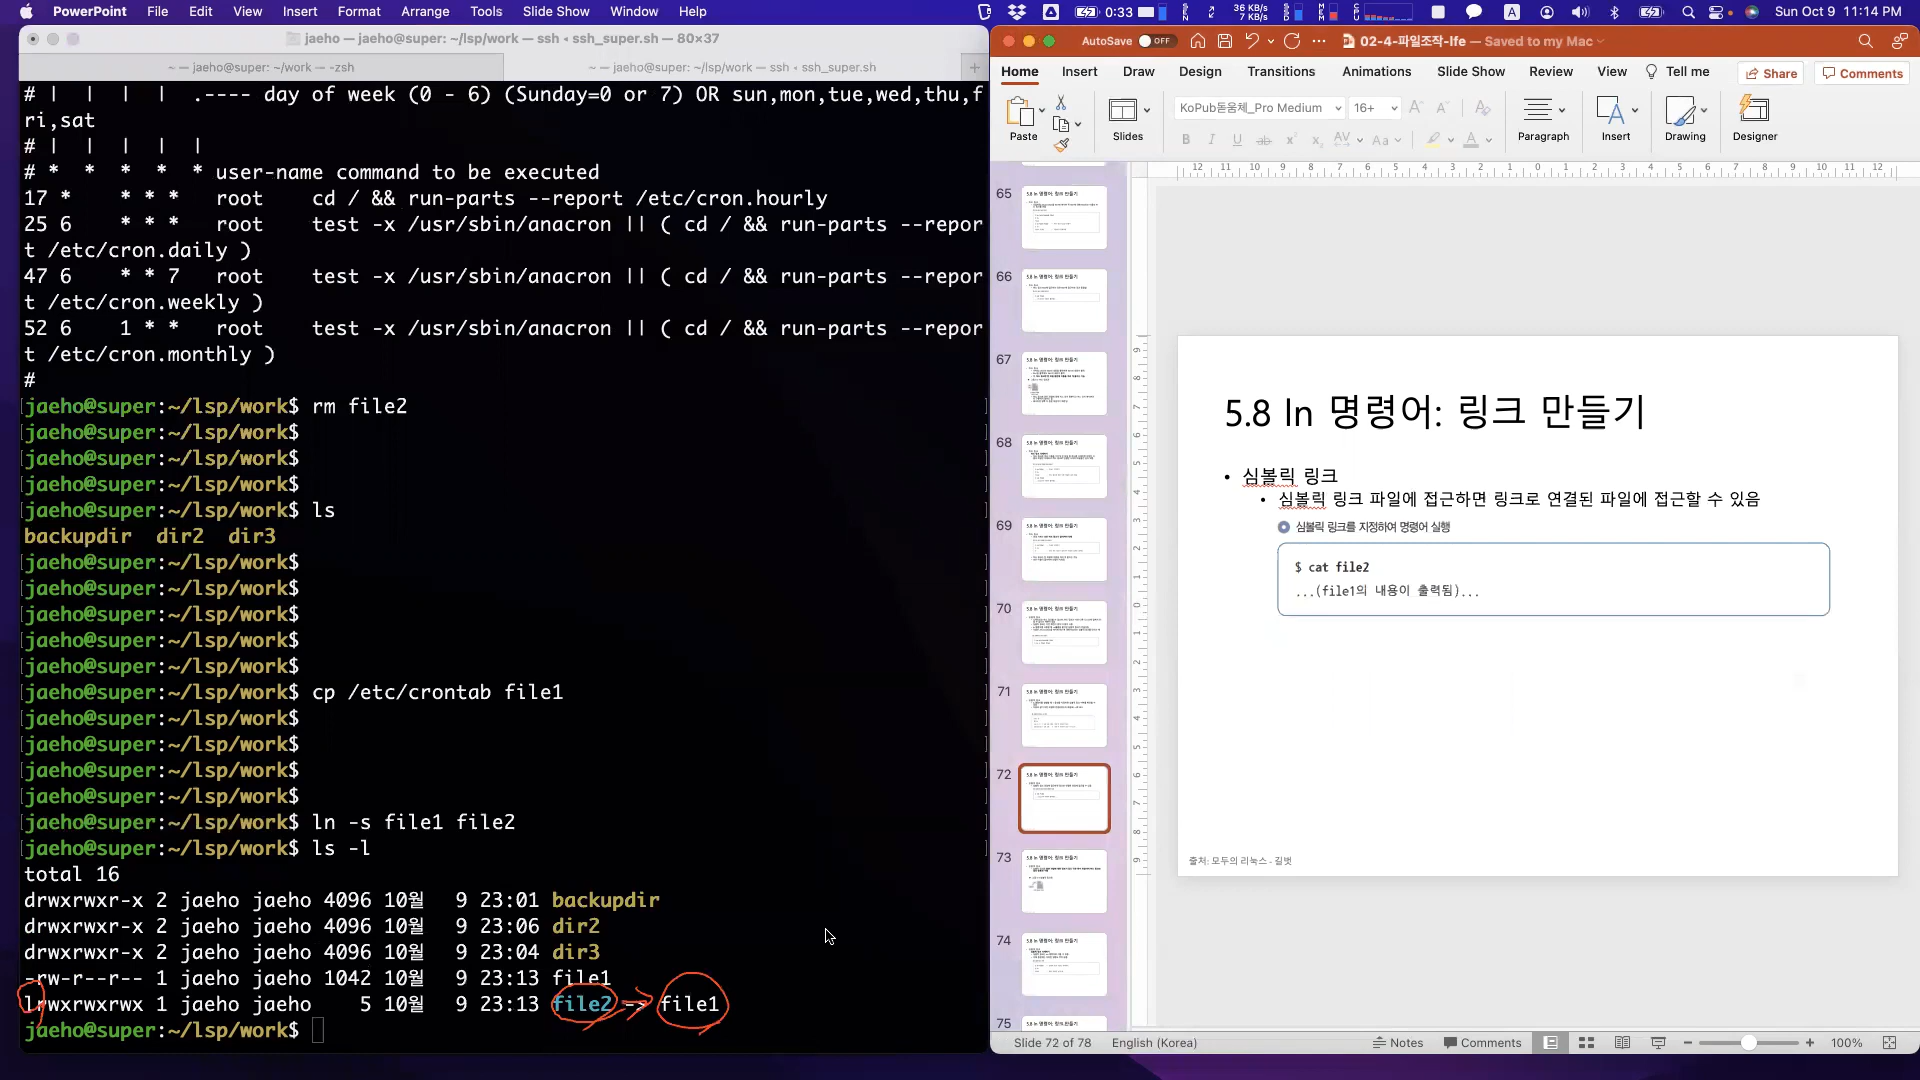 PowerPoint File Edit View Insert Format Arrange Tools Slide Show Window Help
0:33
36 KB/s
7 KB/s
Sun Oct 9 11:14 PM
jaeho — jaeho@super: ~/lsp/work — ssh ◂ ssh_super.sh — 80×37
~ — jaeho@super: ~/work — -zsh
~ — jaeho@super: ~/lsp/work — ssh ◂ ssh_super.sh
# | | | | .---- day of week (0 - 6) (Sunday=0 or 7) OR sun,mon,tue,wed,thu,f
ri,sat
# | | | | |
# * * * * * user-name command to be executed
17 * * * * root cd / && run-parts --report /etc/cron.hourly
25 6 * * * root test -x /usr/sbin/anacron || ( cd / && run-parts --repor
t /etc/cron.daily )
47 6 * * 7 root test -x /usr/sbin/anacron || ( cd / && run-parts --repor
t /etc/cron.weekly )
52 6 1 * * root test -x /usr/sbin/anacron || ( cd / && run-parts --repor
t /etc/cron.monthly )
#
jaeho@super:~/lsp/work$ rm file2
jaeho@super:~/lsp/work$
jaeho@super:~/lsp/work$
jaeho@super:~/lsp/work$
jaeho@super:~/lsp/work$ ls
backupdir dir2 dir3
jaeho@super:~/lsp/work$
jaeho@super:~/lsp/work$
jaeho@super:~/lsp/work$
jaeho@super:~/lsp/work$
jaeho@super:~/lsp/work$
jaeho@super:~/lsp/work$ cp /etc/crontab file1
jaeho@super:~/lsp/work$
jaeho@super:~/lsp/work$
jaeho@super:~/lsp/work$
jaeho@super:~/lsp/work$
jaeho@super:~/lsp/work$ ln -s file1 file2
jaeho@super:~/lsp/work$ ls -l
total 16
drwxrwxr-x 2 jaeho jaeho 4096 10월 9 23:01 backupdir
drwxrwxr-x 2 jaeho jaeho 4096 10월 9 23:06 dir2
drwxrwxr-x 2 jaeho jaeho 4096 10월 9 23:04 dir3
-rw-r--r-- 1 jaeho jaeho 1042 10월 9 23:13 file1
lrwxrwxrwx 1 jaeho jaeho 5 10월 9 23:13 file2 -> file1
jaeho@super:~/lsp/work$
AutoSave OFF 02-4-파일조작-lfe — Saved to my Mac
Home Insert Draw Design Transitions Animations Slide Show Review View Tell me Share Comments
KoPub돋움체_Pro Medium 16+
Paste Slides Paragraph Insert Drawing Designer
65
66
67
68
69
70
71
72
73
74
75
5.8 ln 명령어: 링크 만들기
• 심볼릭 링크
• 심볼릭 링크 파일에 접근하면 링크로 연결된 파일에 접근할 수 있음
심볼릭 링크를 지정하여 명령어 실행
$ cat file2
...(file1의 내용이 출력됨)...
출처: 모두의 리눅스 - 길벗
Slide 72 of 78 English (Korea) Notes Comments 100%